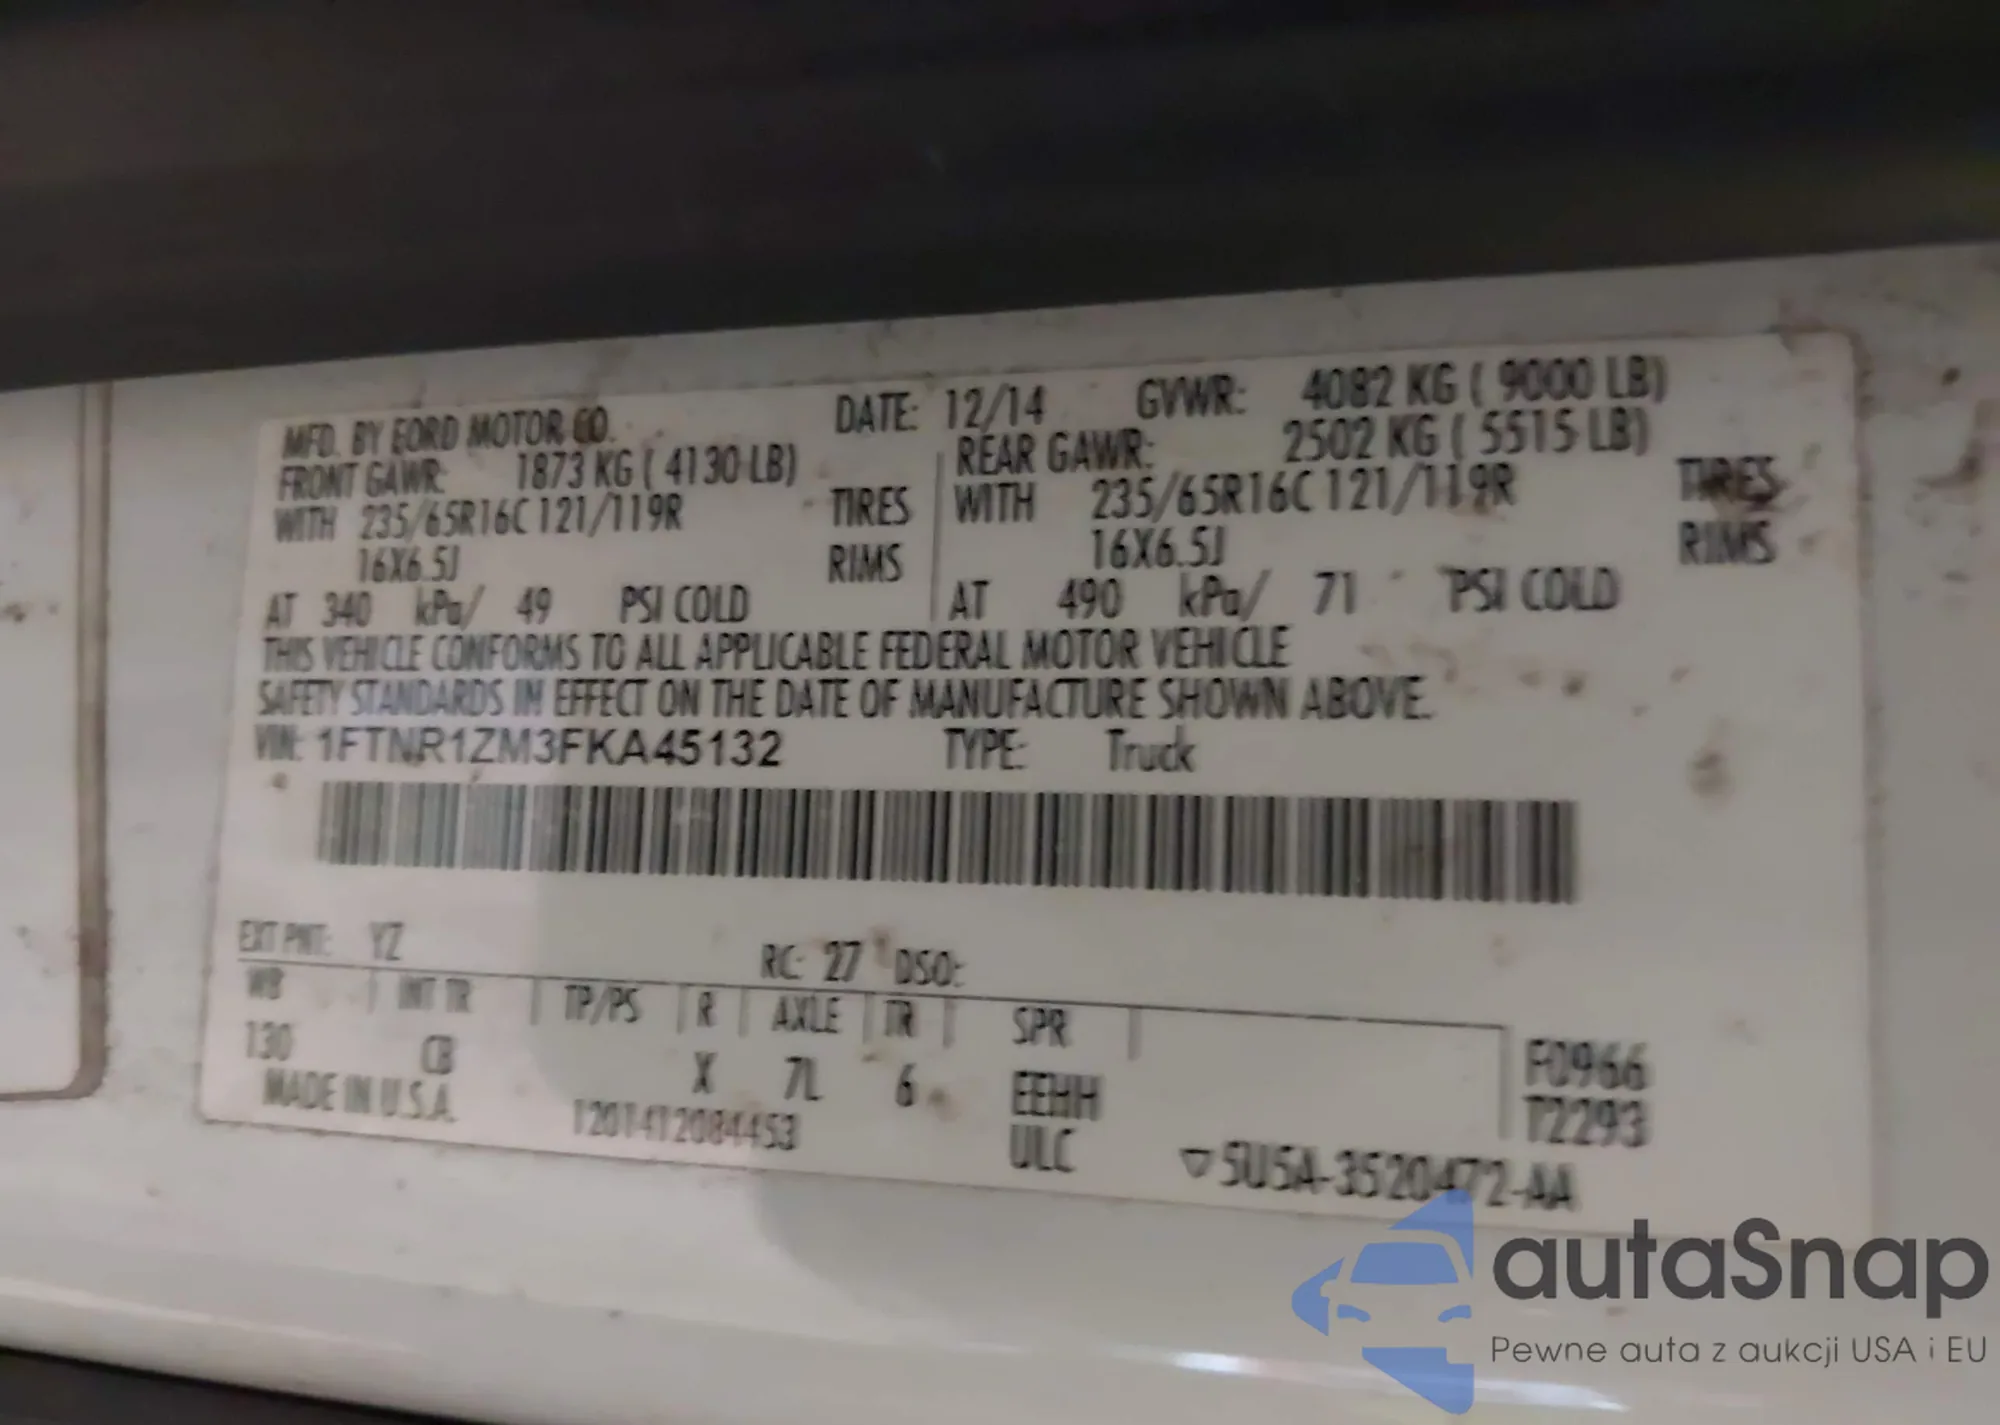 MFD. BY FORD MOTOR CO. DATE: 12/14 GVWR: 4082 KG ( 9000 LB)
FRONT GAWR: 1873 KG ( 4130 LB) REAR GAWR: 2502 KG ( 5515 LB)
WITH 235/65R16C 121/119R TIRES WITH 235/65R16C 121/119R TIRES
16X6.5J RIMS 16X6.5J RIMS
AT 340 kPa/ 49 PSI COLD AT 490 kPa/ 71 PSI COLD
THIS VEHICLE CONFORMS TO ALL APPLICABLE FEDERAL MOTOR VEHICLE
SAFETY STANDARDS IN EFFECT ON THE DATE OF MANUFACTURE SHOWN ABOVE.
VIN: 1FTNR1ZM3FKA45132 TYPE: Truck
EXT PNT: YZ RC: 27 DSO:
WB INT TR TP/PS R AXLE TR SPR
130 CB X 7L 6 EEHH F0966
MADE IN U.S.A. 1201412084453 ULC T2293
▽5U5A-3520472-AA
autaSnap
Pewne auta z aukcji USA i EU